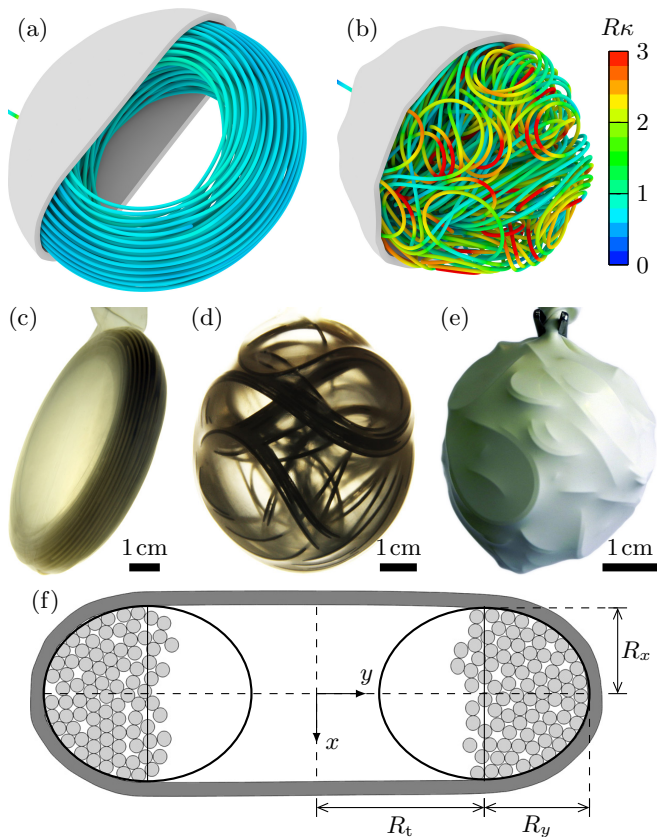 (a)
(b)
Rκ
3
2
1
0
(c)
(d)
(e)
1 cm
1 cm
1 cm
(f)
y
x
R_x
R_t
R_y